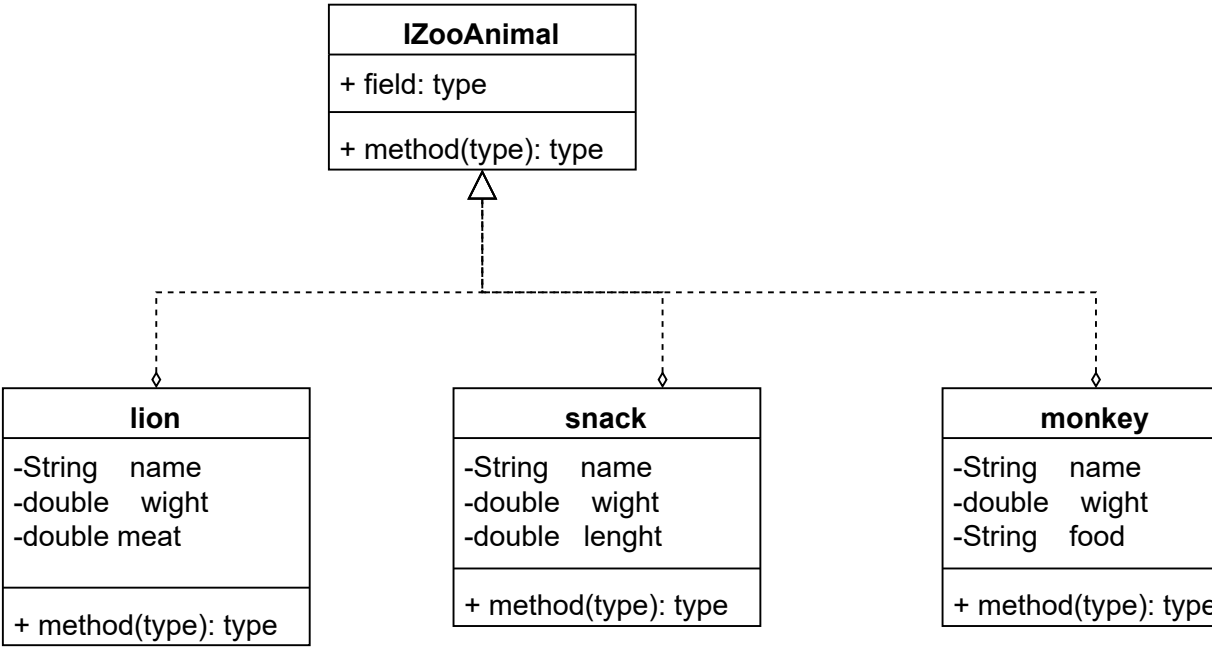 IZooAnimal
+ field: type
+ method(type): type
lion
-String name
-double wight
-double meat
+ method(type): type
snack
-String name
-double wight
-double lenght
+ method(type): type
monkey
-String name
-double wight
-String food
+ method(type): type